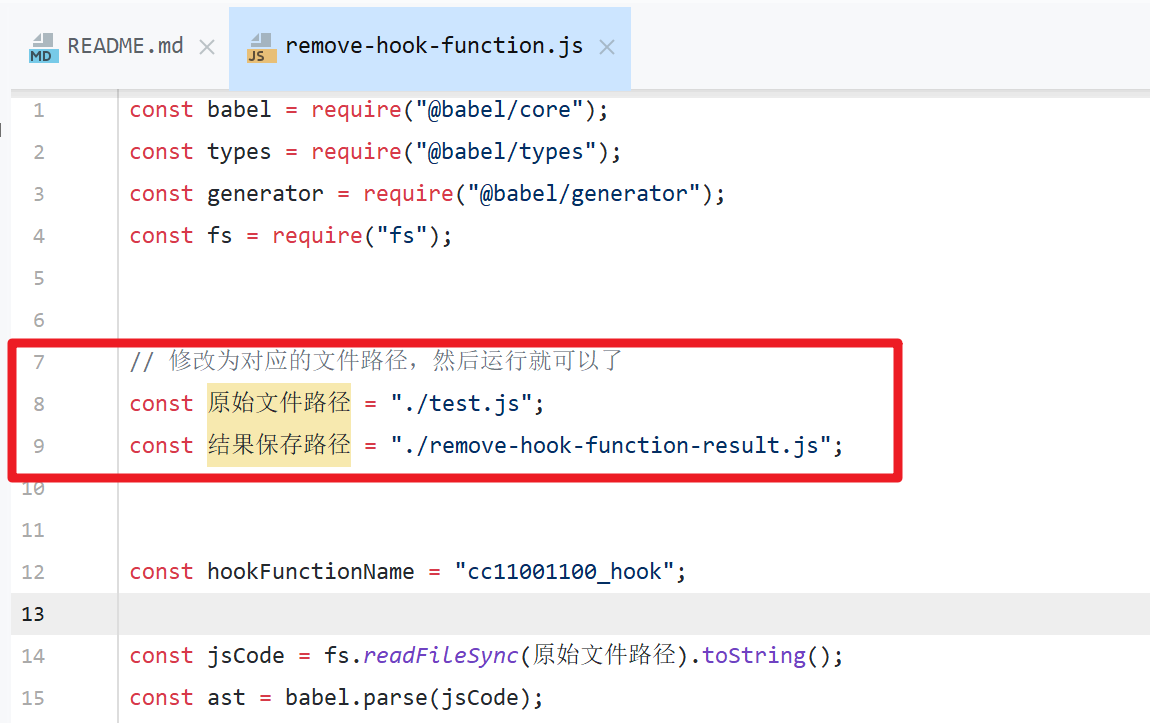 MD README.md × JS remove-hook-function.js ×
1 const babel = require("@babel/core");
2 const types = require("@babel/types");
3 const generator = require("@babel/generator");
4 const fs = require("fs");
5
6
7 // 修改为对应的文件路径，然后运行就可以了
8 const 原始文件路径 = "./test.js";
9 const 结果保存路径 = "./remove-hook-function-result.js";
10
11
12 const hookFunctionName = "cc11001100_hook";
13
14 const jsCode = fs.readFileSync(原始文件路径).toString();
15 const ast = babel.parse(jsCode);